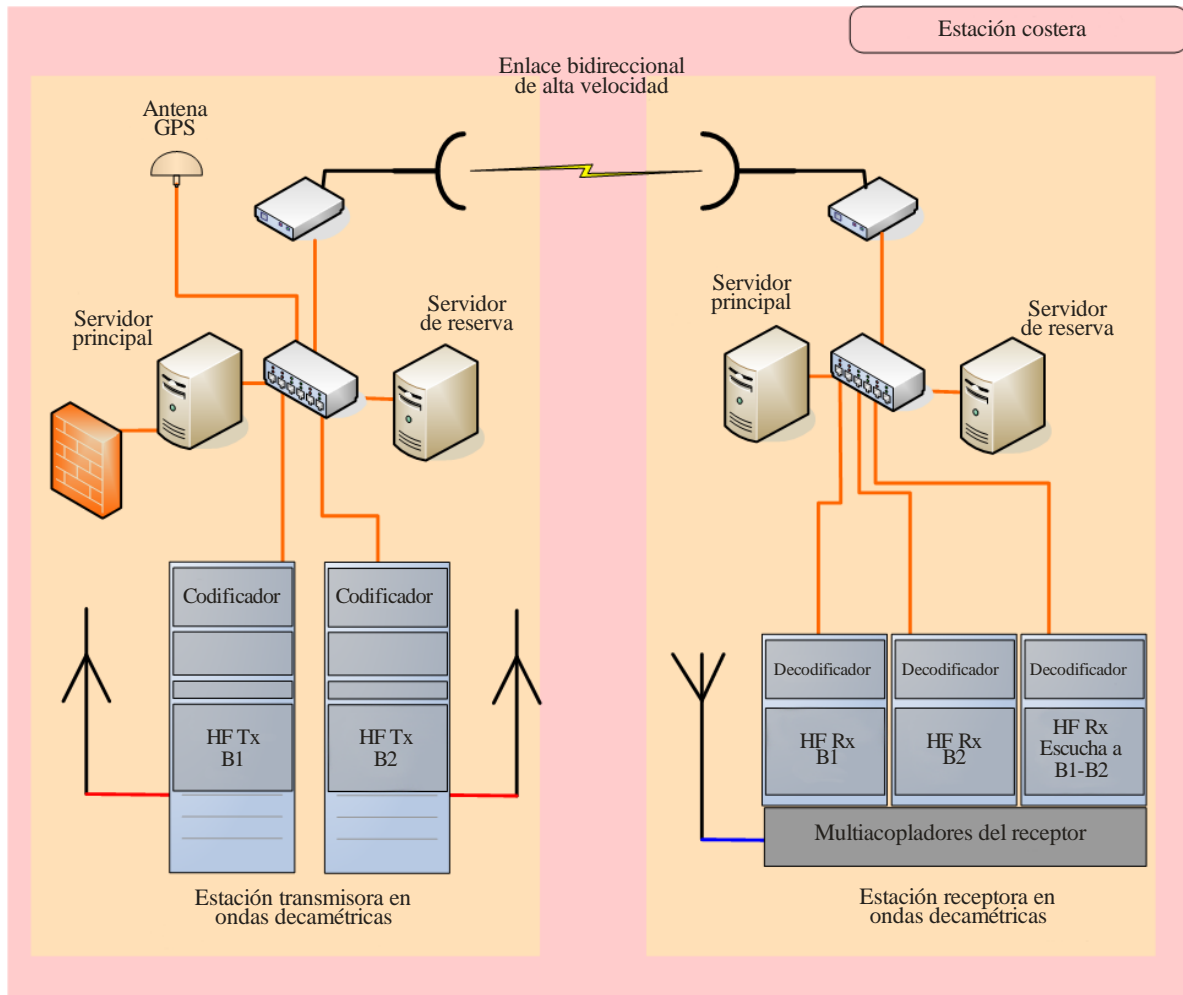 Estación costera
Enlace bidireccional
de alta velocidad
Antena
GPS
Servidor
principal
Servidor
de reserva
Servidor
principal
Servidor
de reserva
Codificador
Codificador
HF Tx
B1
HF Tx
B2
Decodificador
Decodificador
Decodificador
HF Rx
B1
HF Rx
B2
HF Rx
Escucha a
B1-B2
Multiacopladores del receptor
Estación transmisora en
ondas decamétricas
Estación receptora en
ondas decamétricas